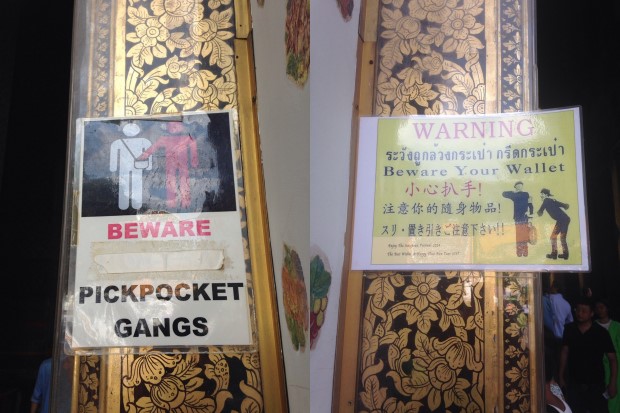 BEWARE
PICKPOCKET
GANGS
WARNING
ระวังถูกล้วงกระเป๋า กรีดกระเป๋า
Beware Your Wallet
小心扒手!
注意你的隨身物品!
スリ・置き引きご注意下さい!!